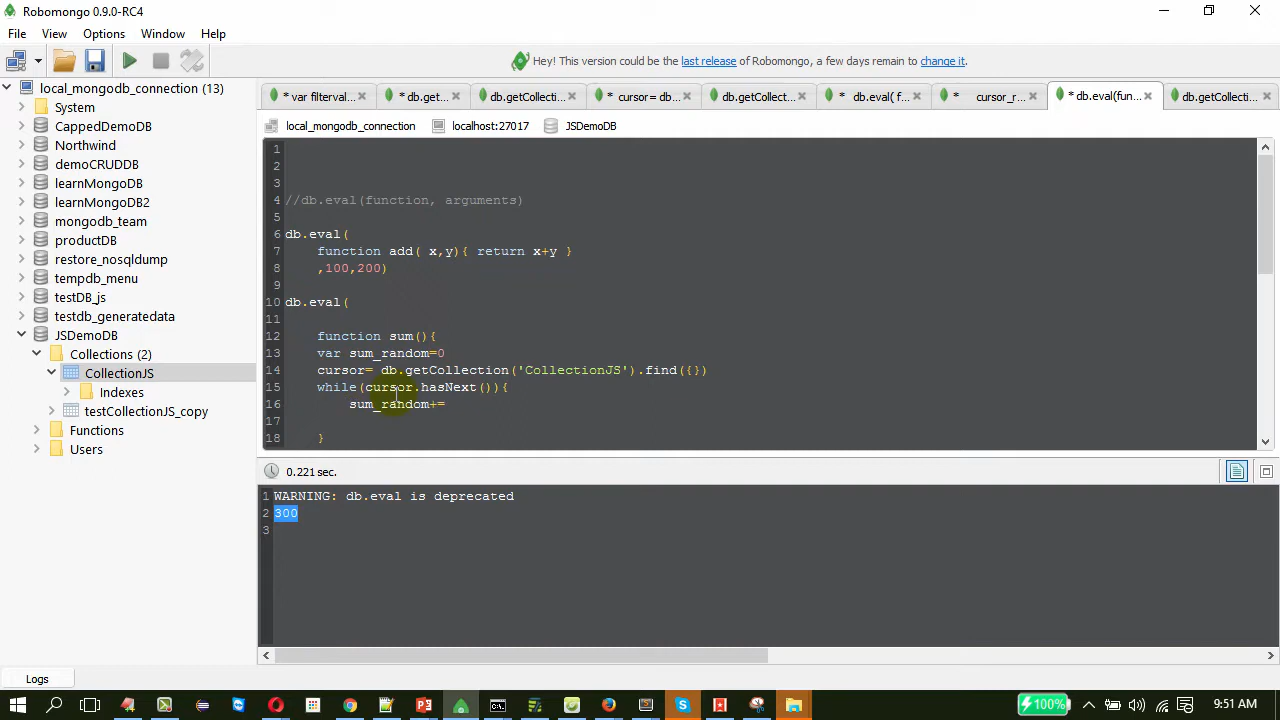 Robomongo 0.9.0-RC4
File View Options Window Help
Hey! This version could be the last release of Robomongo, a few days remain to change it.
local_mongodb_connection (13)
System
CappedDemoDB
Northwind
demoCRUDDB
learnMongoDB
learnMongoDB2
mongodb_team
productDB
restore_nosqldump
tempdb_menu
testDB_js
testdb_generatedata
JSDemoDB
Collections (2)
CollectionJS
Indexes
testCollectionJS_copy
Functions
Users
* var filterval... * db.get... db.getCollecti... * cursor = db... db.getCollect... * db.eval( f... * cursor_r... * db.eval(fun... db.getCollecti...
local_mongodb_connection localhost:27017 JSDemoDB
1
2
3
4 //db.eval(function, arguments)
5
6 db.eval(
7 function add( x,y){ return x+y }
8 ,100,200)
9
10 db.eval(
11
12 function sum(){
13 var sum_random=0
14 cursor= db.getCollection('CollectionJS').find({})
15 while(cursor.hasNext()){
16 sum_random+=
17
18 }
0.221 sec.
1 WARNING: db.eval is deprecated
2 300
3
Logs
100% 9:51 AM